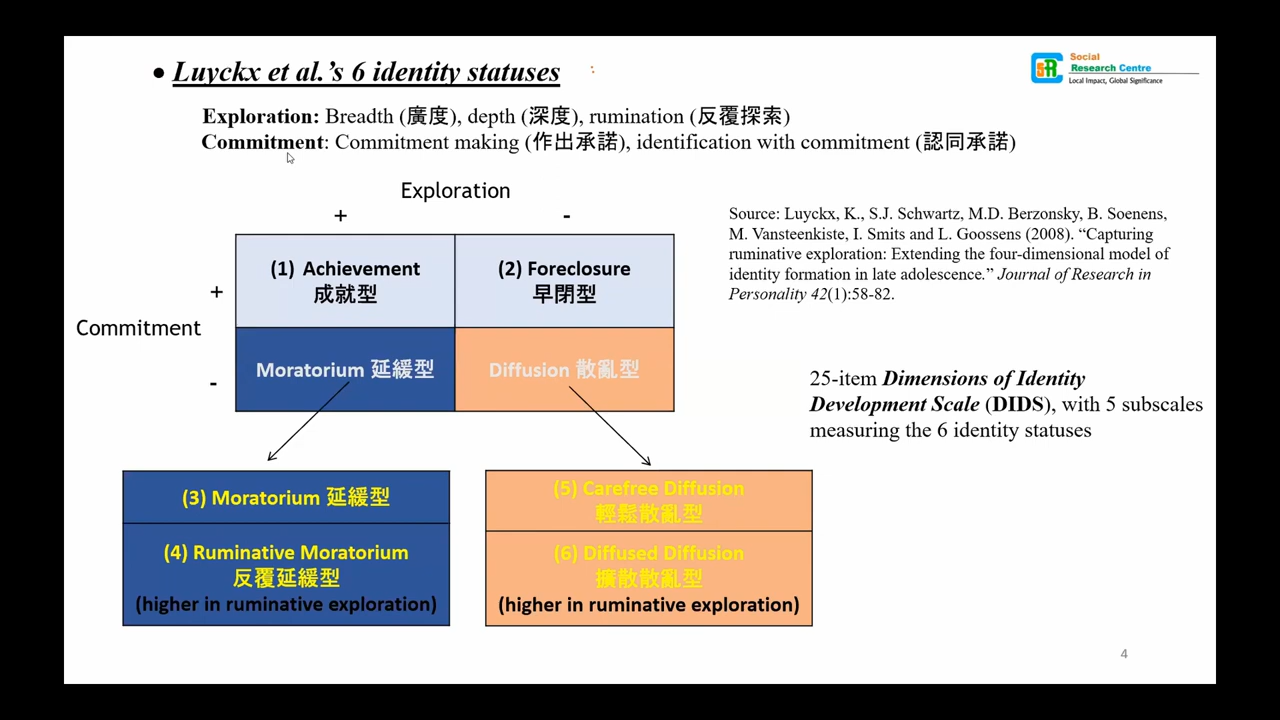 • Luyckx et al.'s 6 identity statuses
Social
Research Centre
Local Impact, Global Significance
Exploration: Breadth (廣度), depth (深度), rumination (反覆探索)
Commitment: Commitment making (作出承諾), identification with commitment (認同承諾)
Exploration
+ -
Source: Luyckx, K., S.J. Schwartz, M.D. Berzonsky, B. Soenens,
M. Vansteenkiste, I. Smits and L. Goossens (2008). “Capturing
ruminative exploration: Extending the four-dimensional model of
identity formation in late adolescence.” Journal of Research in
Personality 42(1):58-82.
+
Commitment
-
(1) Achievement
成就型
(2) Foreclosure
早閉型
Moratorium 延緩型
Diffusion 散亂型
25-item Dimensions of Identity
Development Scale (DIDS), with 5 subscales
measuring the 6 identity statuses
(3) Moratorium 延緩型
(4) Ruminative Moratorium
反覆延緩型
(higher in ruminative exploration)
(5) Carefree Diffusion
輕鬆散亂型
(6) Diffused Diffusion
擴散散亂型
(higher in ruminative exploration)
4